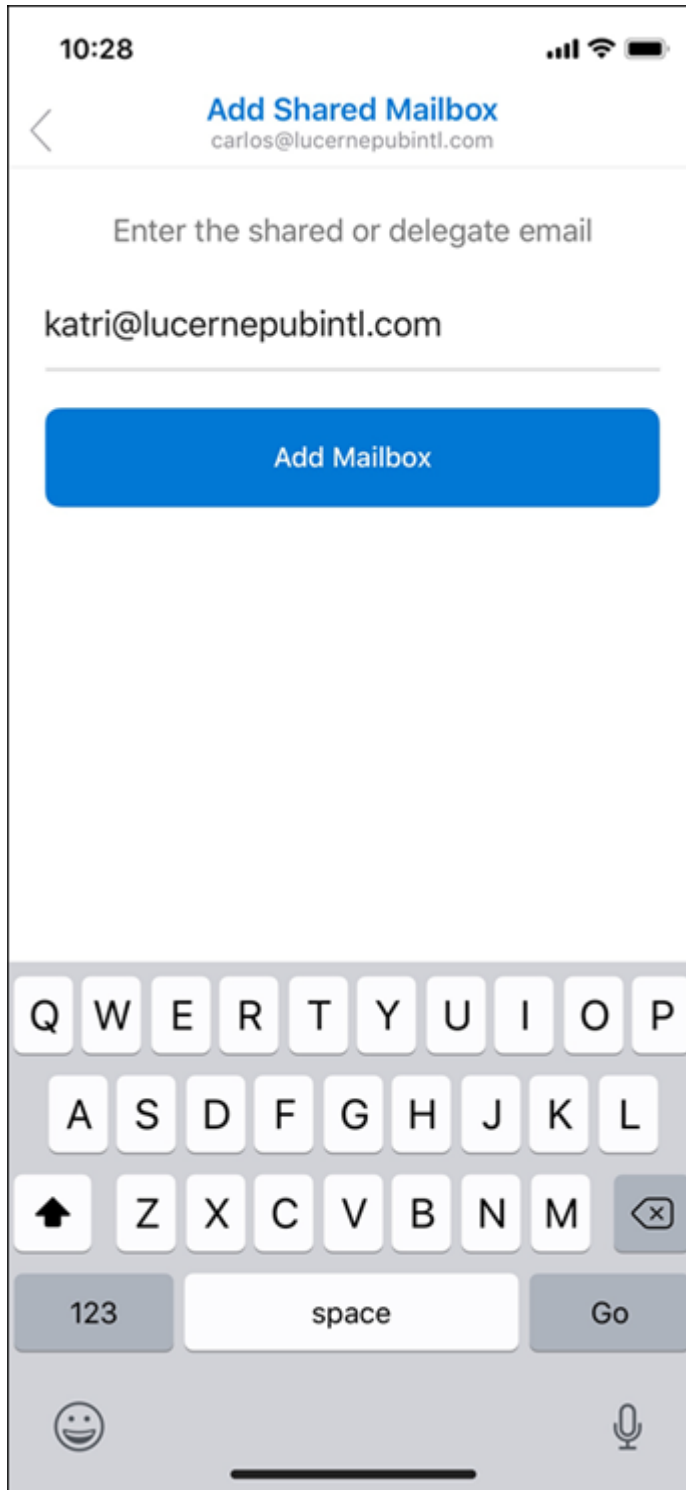 10:28
Add Shared Mailbox
carlos@lucernepubintl.com
Enter the shared or delegate email
katri@lucernepubintl.com
Add Mailbox
Q W E R T Y U I O P
A S D F G H J K L
Z X C V B N M
123 space Go